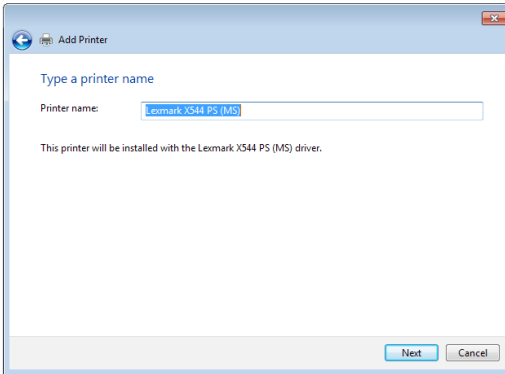 Add Printer
Type a printer name
Printer name: Lexmark X544 PS (MS)
This printer will be installed with the Lexmark X544 PS (MS) driver.
Next Cancel